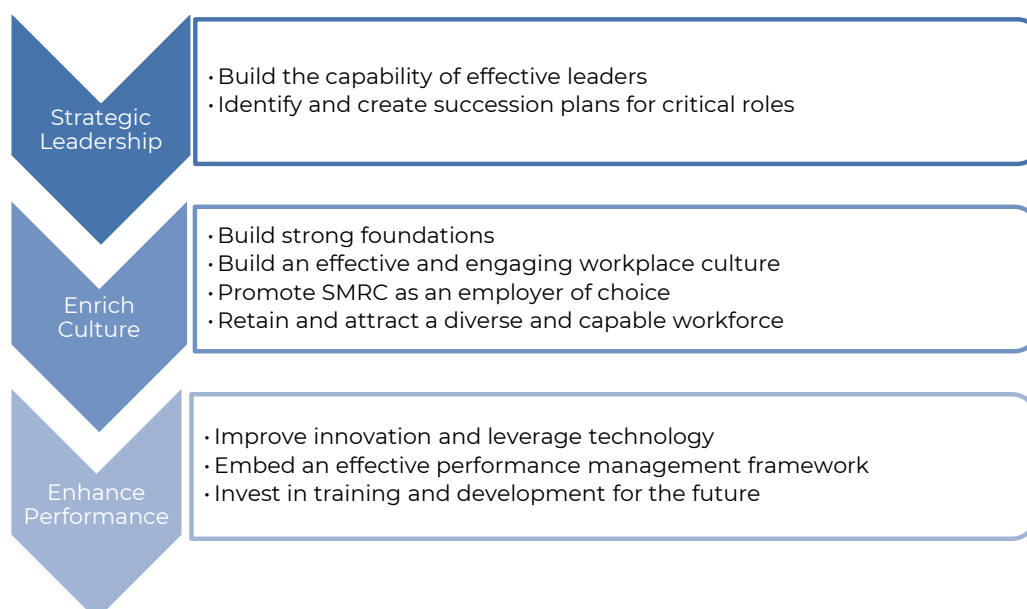 Strategic
Leadership
• Build the capability of effective leaders
• Identify and create succession plans for critical roles
Enrich
Culture
• Build strong foundations
• Build an effective and engaging workplace culture
• Promote SMRC as an employer of choice
• Retain and attract a diverse and capable workforce
Enhance
Performance
• Improve innovation and leverage technology
• Embed an effective performance management framework
• Invest in training and development for the future